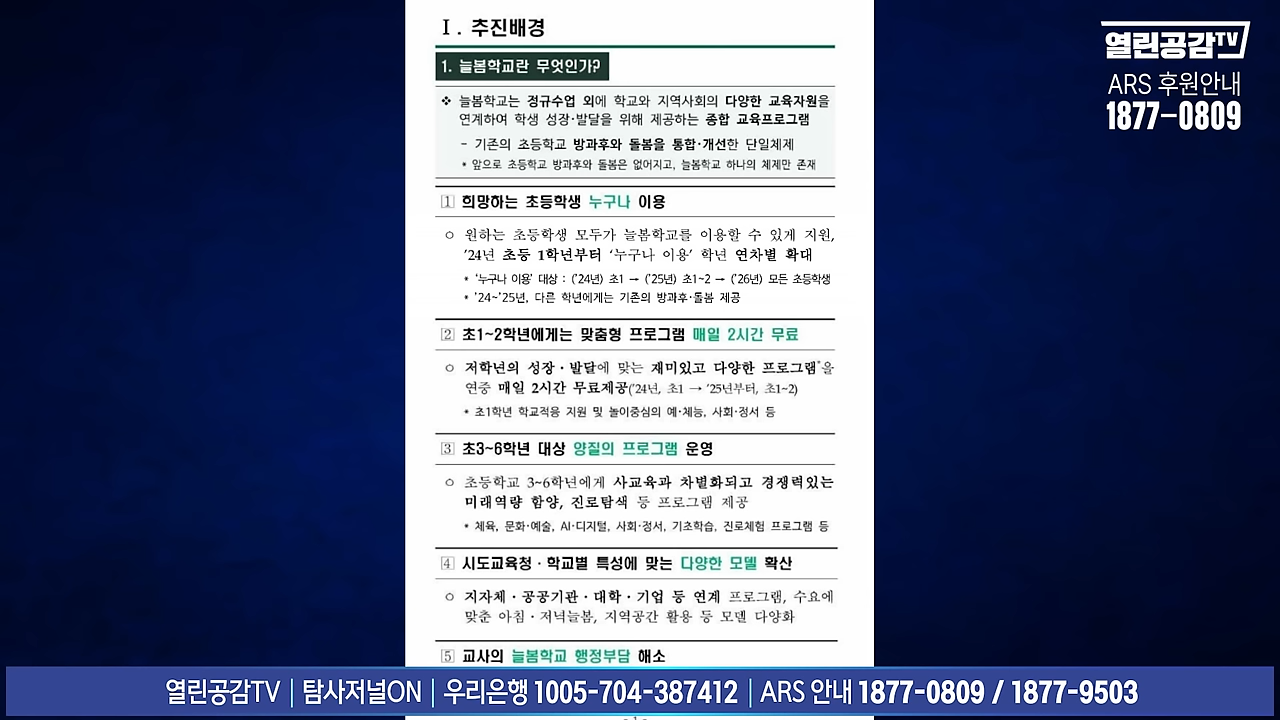 Ⅰ. 추진배경
1. 늘봄학교란 무엇인가?
❖ 늘봄학교는 정규수업 외에 학교와 지역사회의 다양한 교육자원을
연계하여 학생 성장·발달을 위해 제공하는 종합 교육프로그램
- 기존의 초등학교 방과후와 돌봄을 통합·개선한 단일체제
* 앞으로 초등학교 방과후와 돌봄은 없어지고, 늘봄학교 하나의 체제만 존재
1 희망하는 초등학생 누구나 이용
○ 원하는 초등학생 모두가 늘봄학교를 이용할 수 있게 지원,
'24년 초등 1학년부터 '누구나 이용' 학년 연차별 확대
* '누구나 이용' 대상 : ('24년) 초1 → ('25년) 초1~2 → ('26년) 모든 초등학생
* '24~'25년, 다른 학년에게는 기존의 방과후·돌봄 제공
2 초1~2학년에게는 맞춤형 프로그램 매일 2시간 무료
○ 저학년의 성장·발달에 맞는 재미있고 다양한 프로그램*을
연중 매일 2시간 무료제공('24년, 초1 → '25년부터, 초1~2)
* 초1학년 학교적응 지원 및 놀이중심의 예·체능, 사회·정서 등
3 초3~6학년 대상 양질의 프로그램 운영
○ 초등학교 3~6학년에게 사교육과 차별화되고 경쟁력있는
미래역량 함양, 진로탐색 등 프로그램 제공
* 체육, 문화·예술, AI·디지털, 사회·정서, 기초학습, 진로체험 프로그램 등
4 시도교육청·학교별 특성에 맞는 다양한 모델 확산
○ 지자체·공공기관·대학·기업 등 연계 프로그램, 수요에
맞춘 아침·저녁늘봄, 지역공간 활용 등 모델 다양화
5 교사의 늘봄학교 행정부담 해소
열린공감TV
ARS 후원안내
1877-0809
열린공감TV | 탐사저널ON | 우리은행 1005-704-387412 | ARS 안내 1877-0809 / 1877-9503